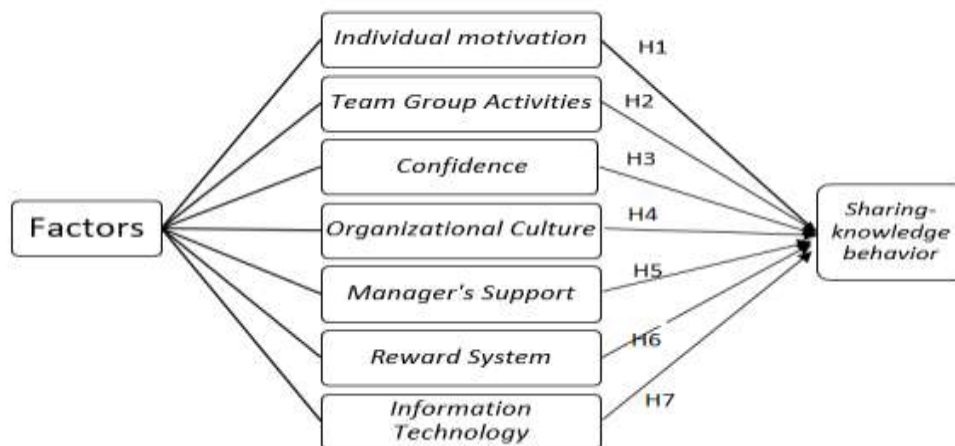 Individual motivation
H1
Team Group Activities
H2
Confidence
H3
Factors
Organizational Culture
H4
Sharing-
knowledge
behavior
Manager's Support
H5
Reward System
H6
Information
Technology
H7